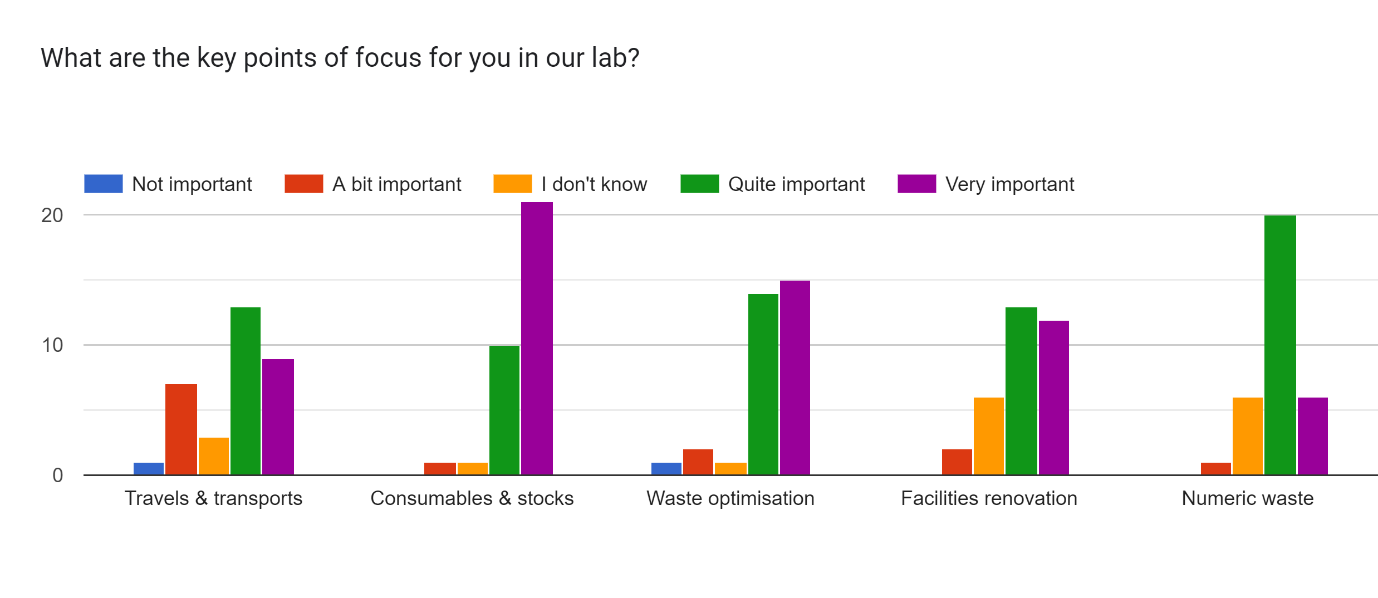 What are the key points of focus for you in our lab?
Not important A bit important I don't know Quite important Very important
20
10
0
Travels & transports Consumables & stocks Waste optimisation Facilities renovation Numeric waste